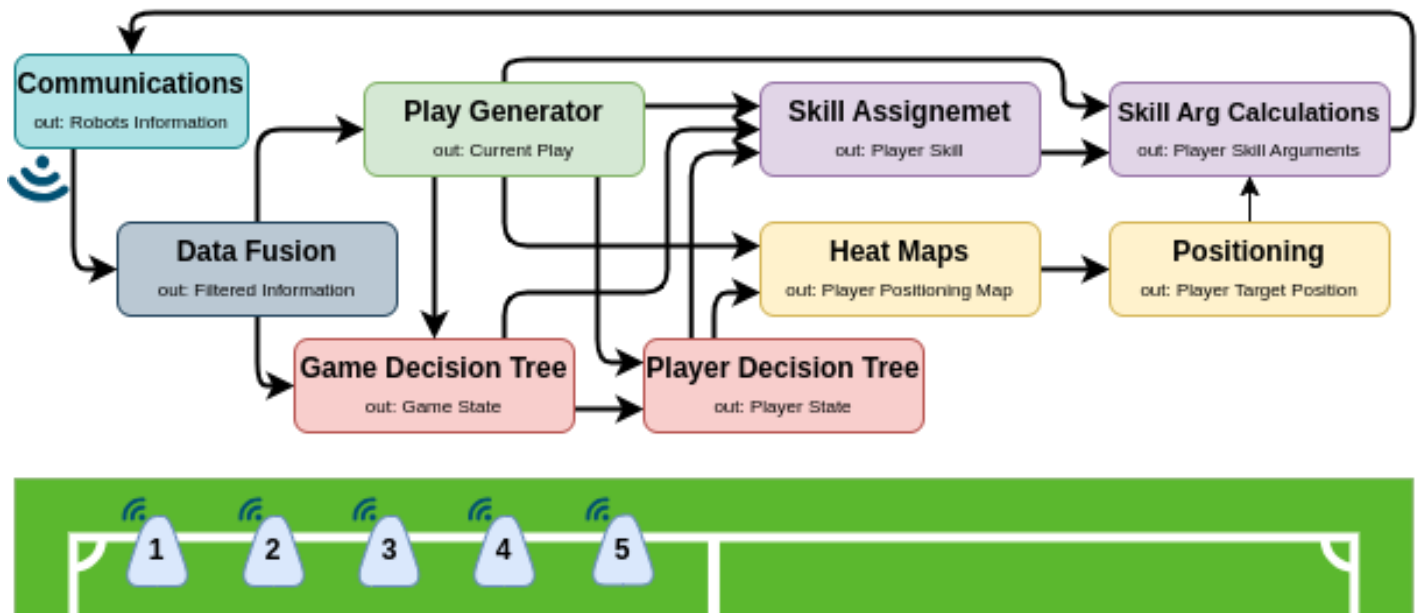 Communications
out: Robots Information
Play Generator
out: Current Play
Skill Assignemet
out: Player Skill
Skill Arg Calculations
out: Player Skill Arguments
Data Fusion
out: Filtered Information
Heat Maps
out: Player Positioning Map
Positioning
out: Player Target Position
Game Decision Tree
out: Game State
Player Decision Tree
out: Player State
1
2
3
4
5